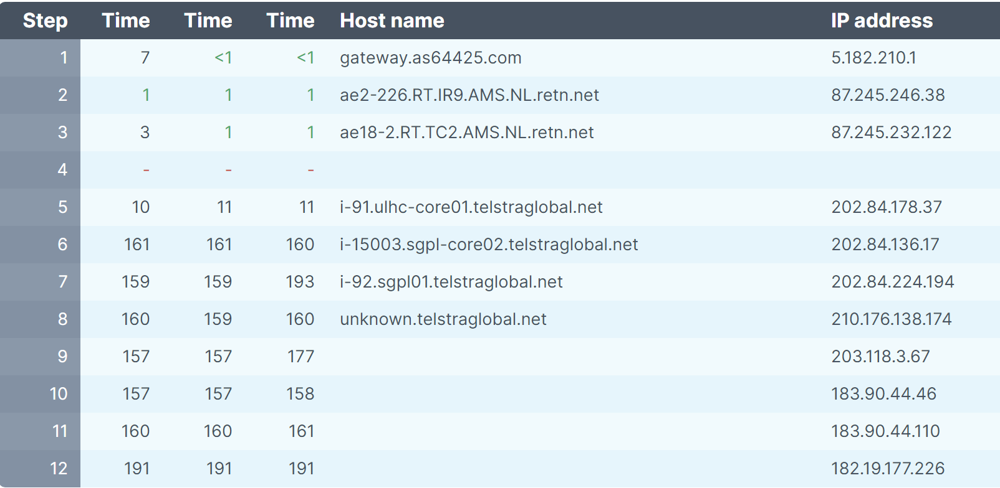 Step Time Time Time Host name IP address
1 7 <1 <1 gateway.as64425.com 5.182.210.1
2 1 1 1 ae2-226.RT.IR9.AMS.NL.retn.net 87.245.246.38
3 3 1 1 ae18-2.RT.TC2.AMS.NL.retn.net 87.245.232.122
4 - - -
5 10 11 11 i-91.ulhc-core01.telstraglobal.net 202.84.178.37
6 161 161 160 i-15003.sgpl-core02.telstraglobal.net 202.84.136.17
7 159 159 193 i-92.sgpl01.telstraglobal.net 202.84.224.194
8 160 159 160 unknown.telstraglobal.net 210.176.138.174
9 157 157 177 203.118.3.67
10 157 157 158 183.90.44.46
11 160 160 161 183.90.44.110
12 191 191 191 182.19.177.226